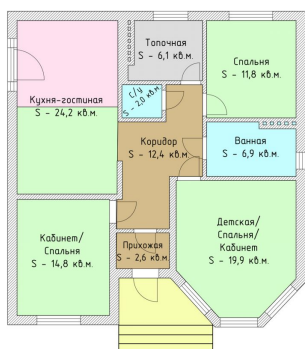 Топочная
S - 6,1 кв.м.
Спальня
S - 11,8 кв.м.
Кухня-гостиная
S - 24,2 кв.м.
С/у
S - 2,0 кв.м
Коридор
S - 12,4 кв.м.
Ванная
S - 6,9 кв.м.
Кабинет/
Спальня
S - 14,8 кв.м.
Прихожая
S - 2,6 кв.м.
Детская/
Спальня/
Кабинет
S - 19,9 кв.м.